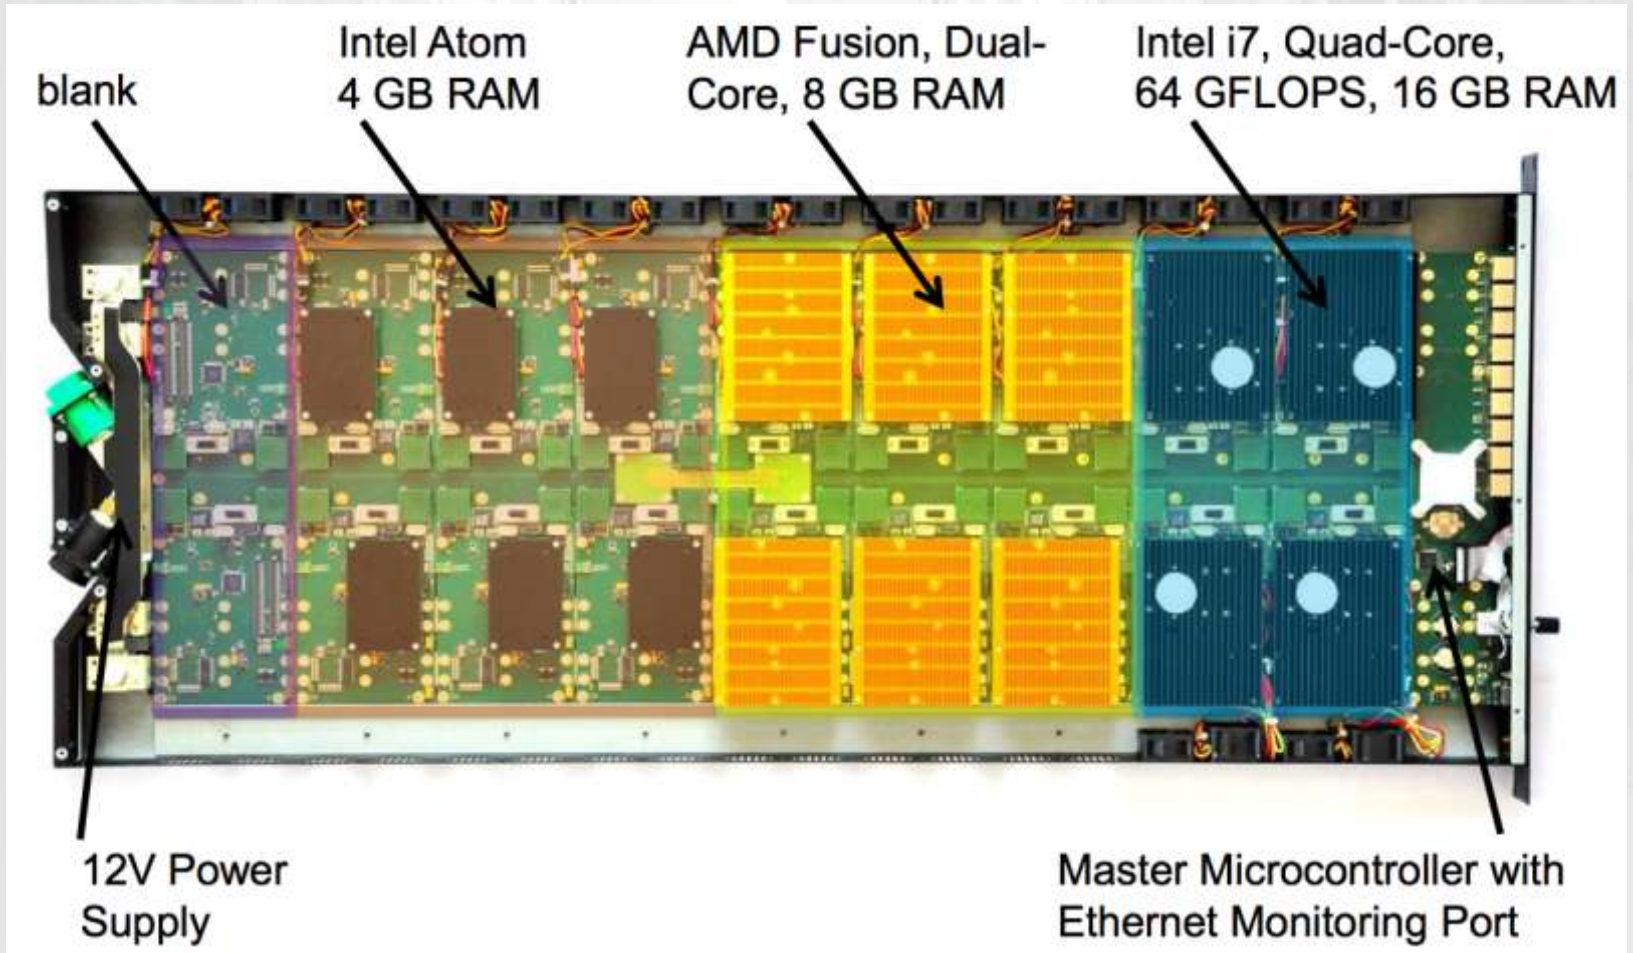 blank
Intel Atom
4 GB RAM
AMD Fusion, Dual-
Core, 8 GB RAM
Intel i7, Quad-Core,
64 GFLOPS, 16 GB RAM
12V Power
Supply
Master Microcontroller with
Ethernet Monitoring Port